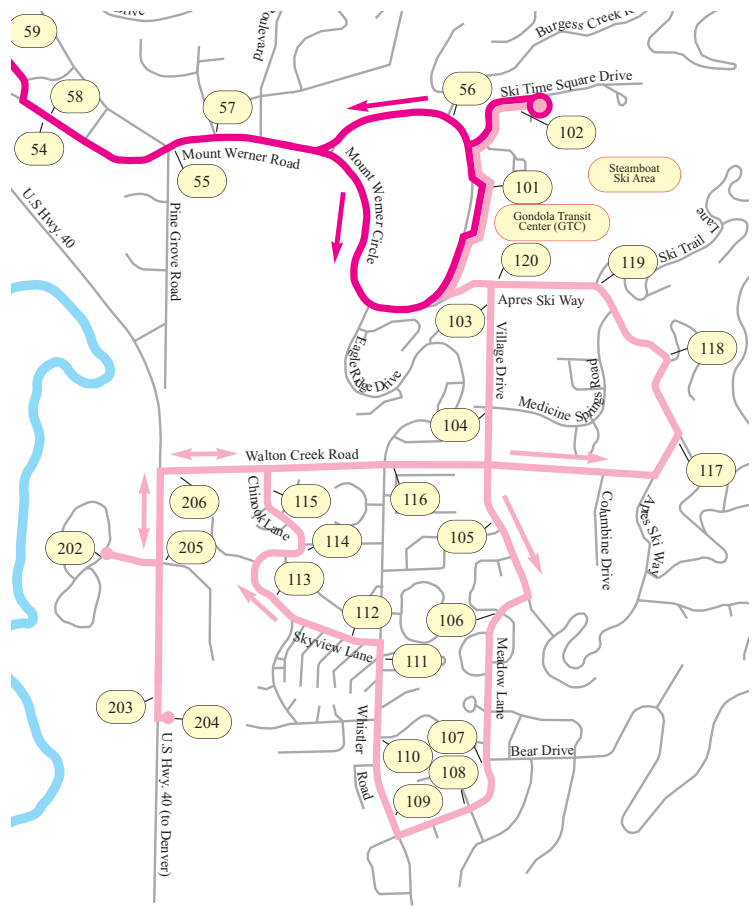 Drive
Boulevard
Burgess Creek R
59
58
57
56
Ski Time Square Drive
54
102
Mount Werner Road
55
Mount Werner Circle
101
Steamboat
Ski Area
U.S Hwy. 40
Pine Grove Road
Gondola Transit
Center (GTC)
Ski Trail
Lane
120
119
Apres Ski Way
103
Village Drive
118
Eagle Ridge Drive
Medicine Springs Road
104
Walton Creek Road
117
206
Chinook Lane
115
116
Columbine Drive
Apres Ski Way
202
205
114
105
113
112
106
Skyview Lane
111
Meadow Lane
203
204
Whistler
Road
107
110
Bear Drive
108
109
U.S Hwy. 40 (to Denver)